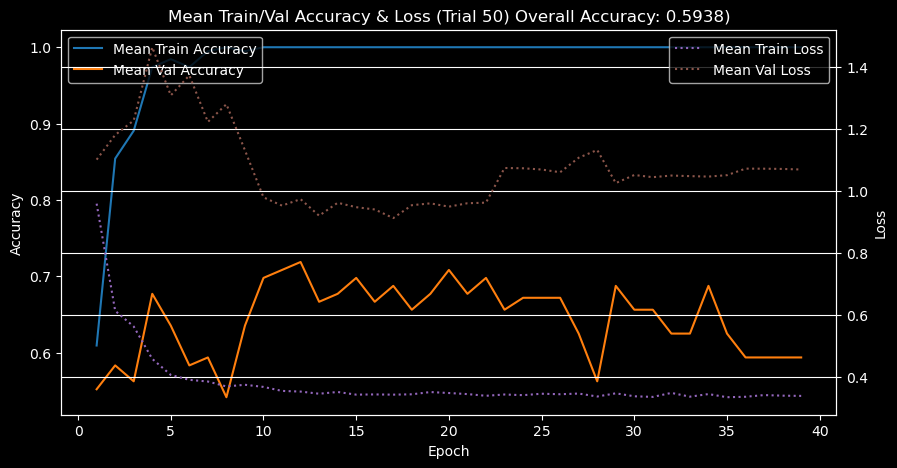 Mean Train/Val Accuracy & Loss (Trial 50) Overall Accuracy: 0.5938)
Mean Train Accuracy
Mean Val Accuracy
Mean Train Loss
Mean Val Loss
Accuracy
1.0
0.9
0.8
0.7
0.6
1.4
1.2
1.0
0.8
0.6
0.4
Loss
0 5 10 15 20 25 30 35 40
Epoch